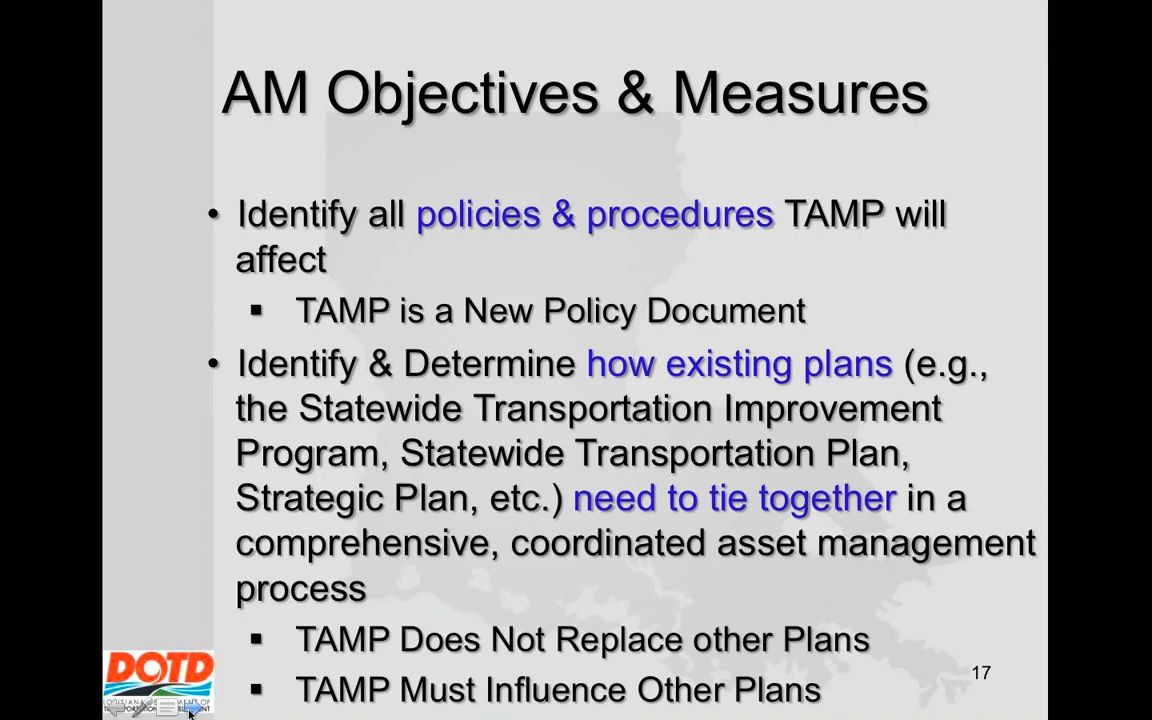 AM Objectives & Measures
• Identify all policies & procedures TAMP will
affect
▪ TAMP is a New Policy Document
• Identify & Determine how existing plans (e.g.,
the Statewide Transportation Improvement
Program, Statewide Transportation Plan,
Strategic Plan, etc.) need to tie together in a
comprehensive, coordinated asset management
process
▪ TAMP Does Not Replace other Plans
▪ TAMP Must Influence Other Plans
DOTD
17